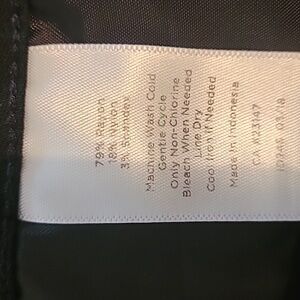 79% Rayon
18% Nylon
3% Spandex
Machine Wash Cold
Gentle Cycle
Only Non-Chlorine
Bleach When Needed
Line Dry
Cool Iron If Needed
Made In Indonesia
CA #23147